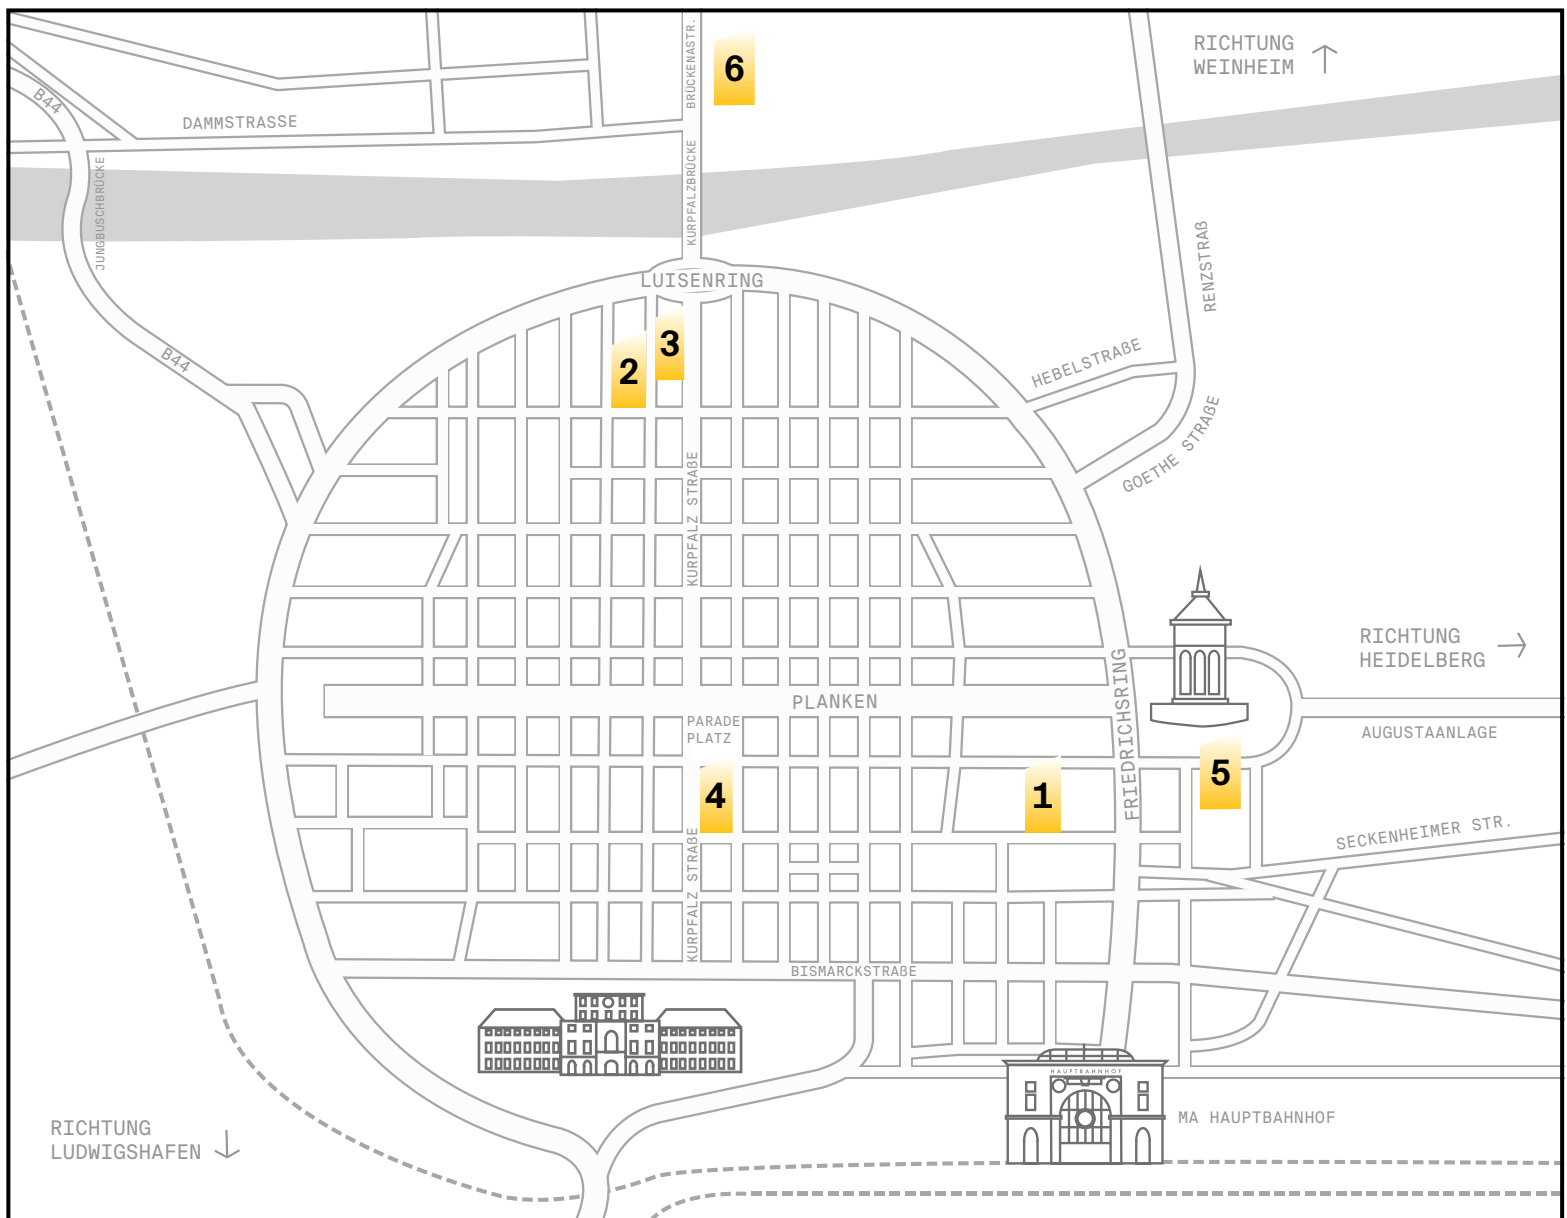 BRÜCKENASTR.
6
RICHTUNG
WEINHEIM
B44
DAMMSTRASSE
JUNGBUSCHBRÜCKE
KURPFALZBRÜCKE
RENZSTRAß
LUISENRING
3
2
B44
HEBELSTRAßE
GOETHE STRAßE
KURPFALZ STRAßE
RICHTUNG
HEIDELBERG
FRIEDRICHSRING
PLANKEN
PARADE
PLATZ
AUGUSTAANLAGE
5
4
1
SECKENHEIMER STR.
KURPFALZ STRAßE
BISMARCKSTRAßE
HAUPTBAHNHOF
MA HAUPTBAHNHOF
RICHTUNG
LUDWIGSHAFEN